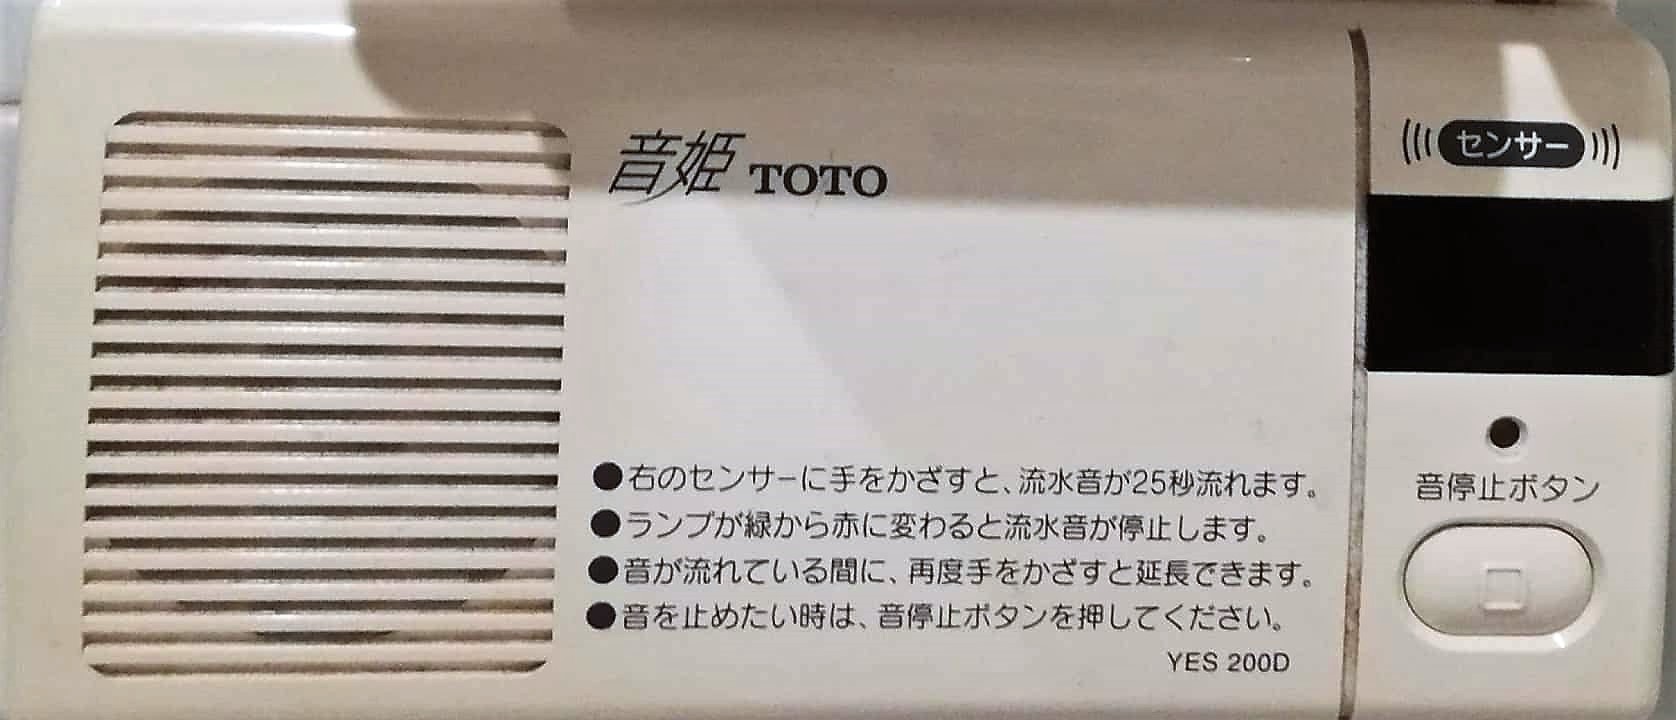 音姫 TOTO
●右のセンサーに手をかざすと、流水音が25秒流れます。
●ランプが緑から赤に変わると流水音が停止します。
●音が流れている間に、再度手をかざすと延長できます。
●音を止めたい時は、音停止ボタンを押してください。
YES 200D
センサー
音停止ボタン